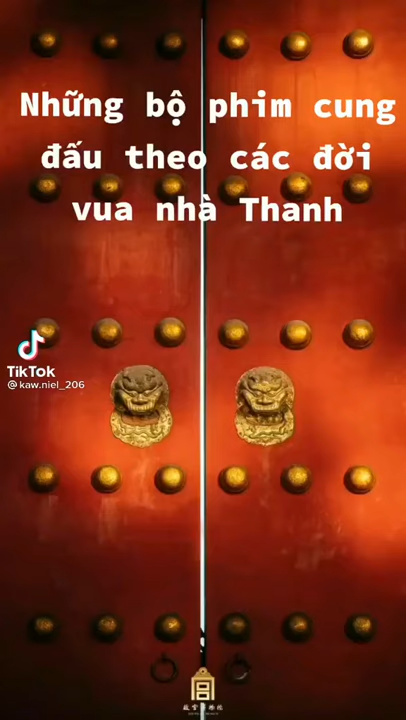 Những bộ phim cung
đấu theo các đời
vua nhà Thanh
TikTok
@kaw.niel_206